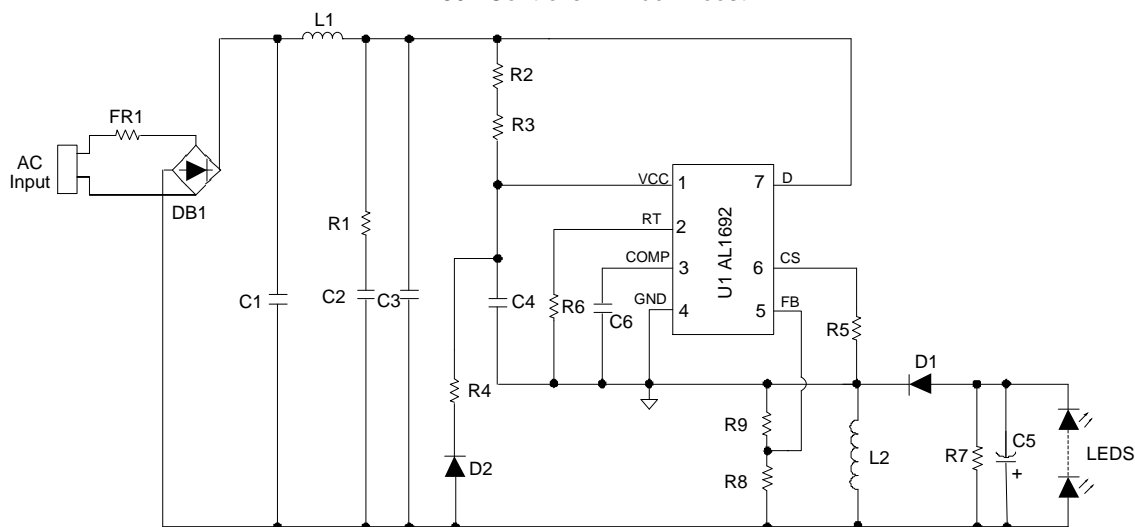 L1
R2
FR1
R3
AC
Input
VCC
1
7
D
DB1
R1
RT
2
U1 AL1692
COMP
3
6
CS
C1
C2
C3
C4
GND
4
5
FB
R6
C6
R5
D1
R4
R9
C5
L2
R7
LEDS
D2
R8
+